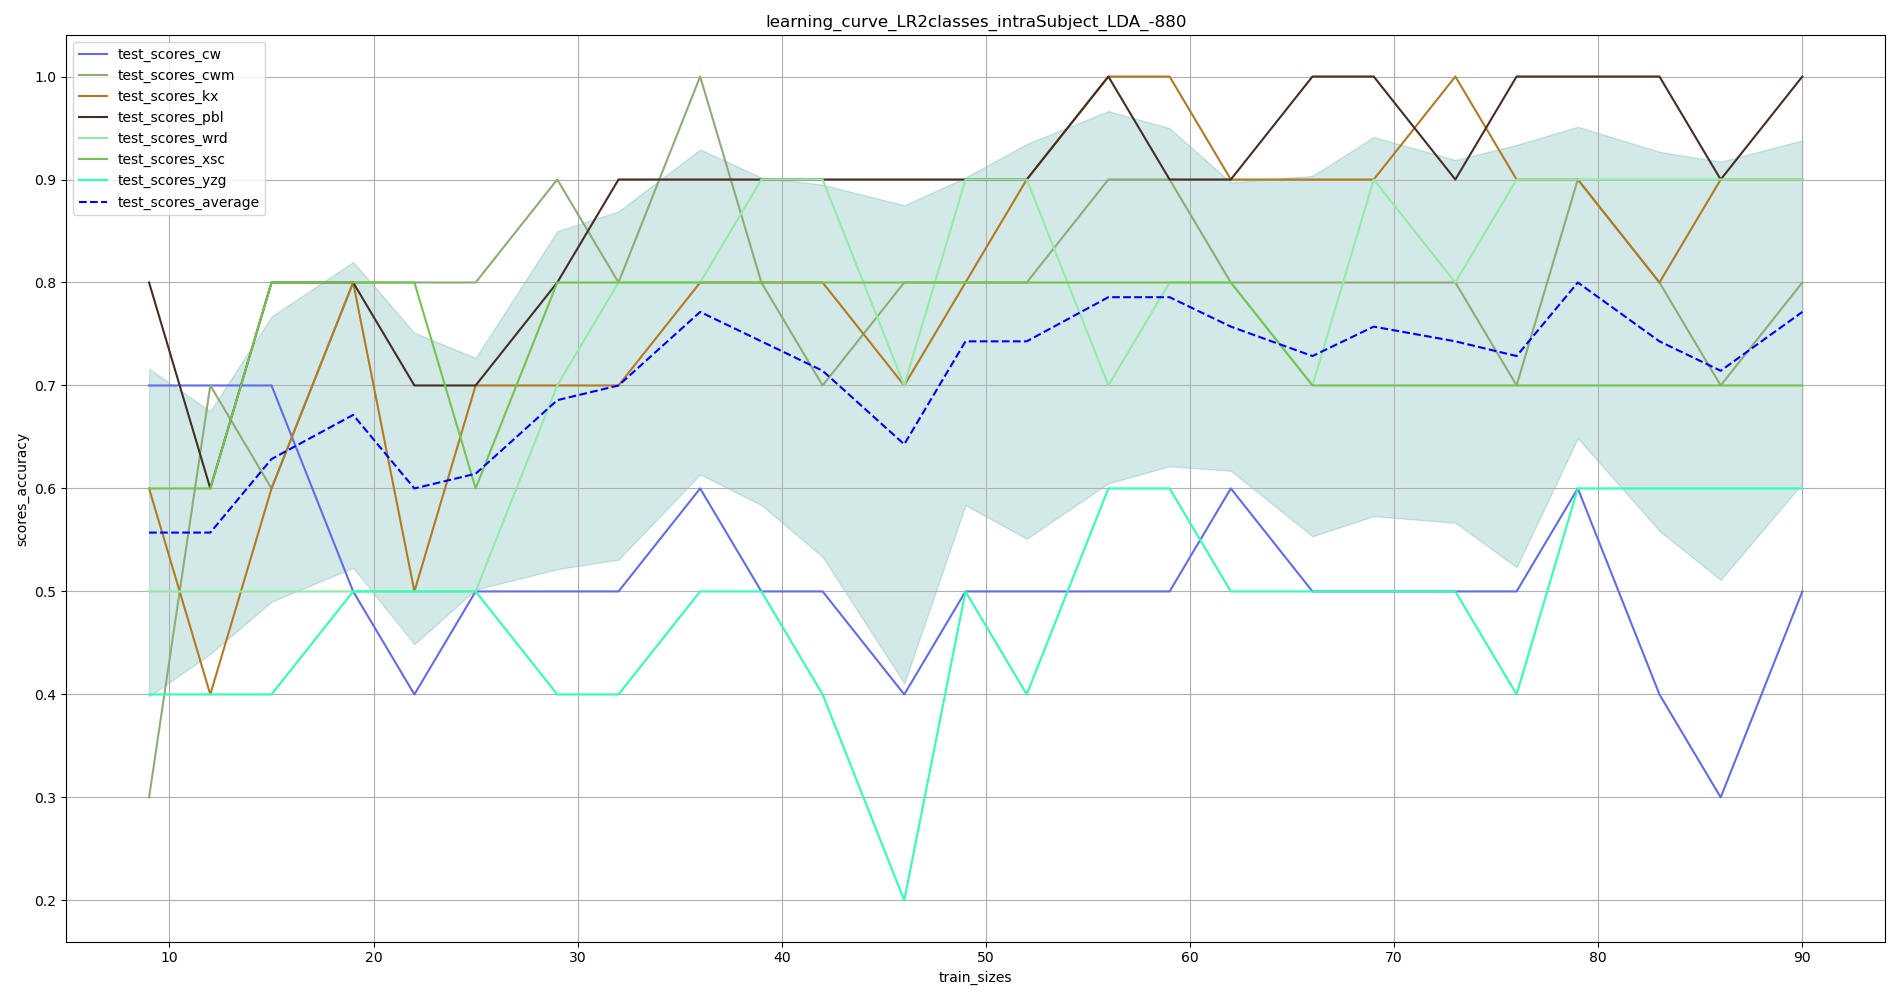 learning_curve_LR2classes_intraSubject_LDA_-880
test_scores_cw
test_scores_cwm
test_scores_kx
test_scores_pbl
test_scores_wrd
test_scores_xsc
test_scores_yzg
test_scores_average
scores_accuracy
1.0
0.9
0.8
0.7
0.6
0.5
0.4
0.3
0.2
10 20 30 40 50 60 70 80 90
train_sizes